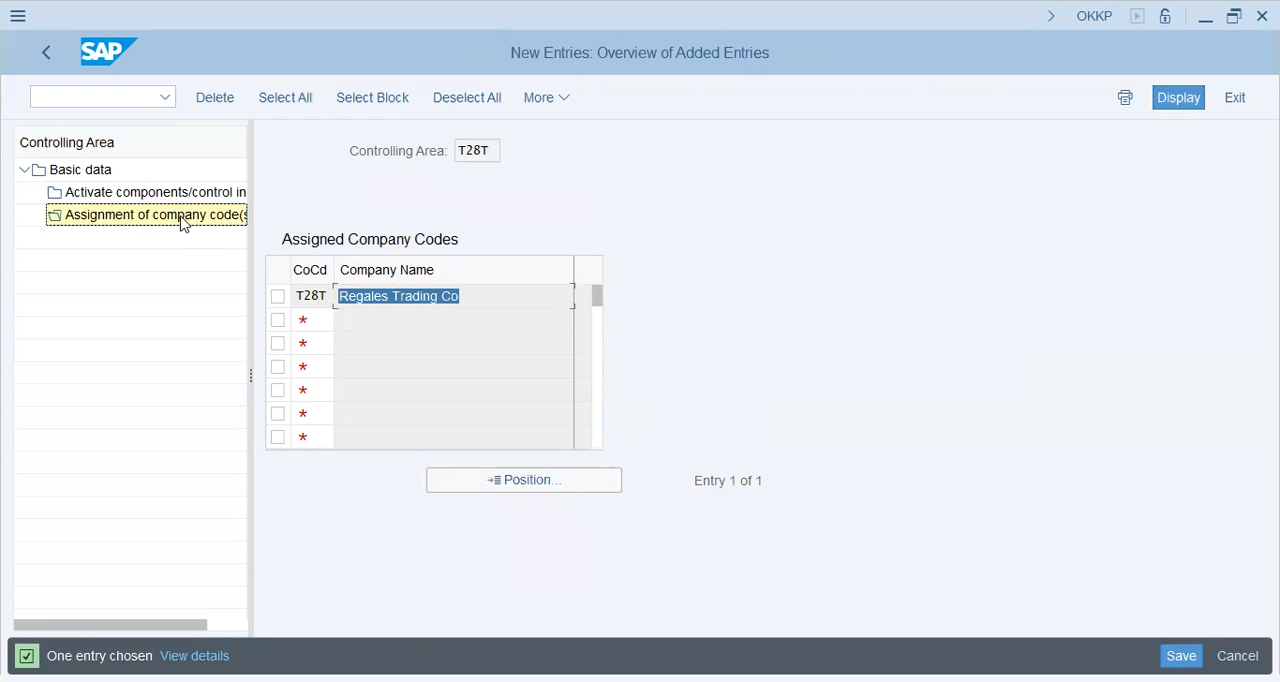 OKKP
SAP
New Entries: Overview of Added Entries
Delete
Select All
Select Block
Deselect All
More
Display
Exit
Controlling Area
Basic data
Activate components/control in
Assignment of company code(s
Controlling Area: T28T
Assigned Company Codes
CoCd Company Name
T28T Regales Trading Co
*
*
*
*
*
*
Position...
Entry 1 of 1
One entry chosen View details
Save
Cancel